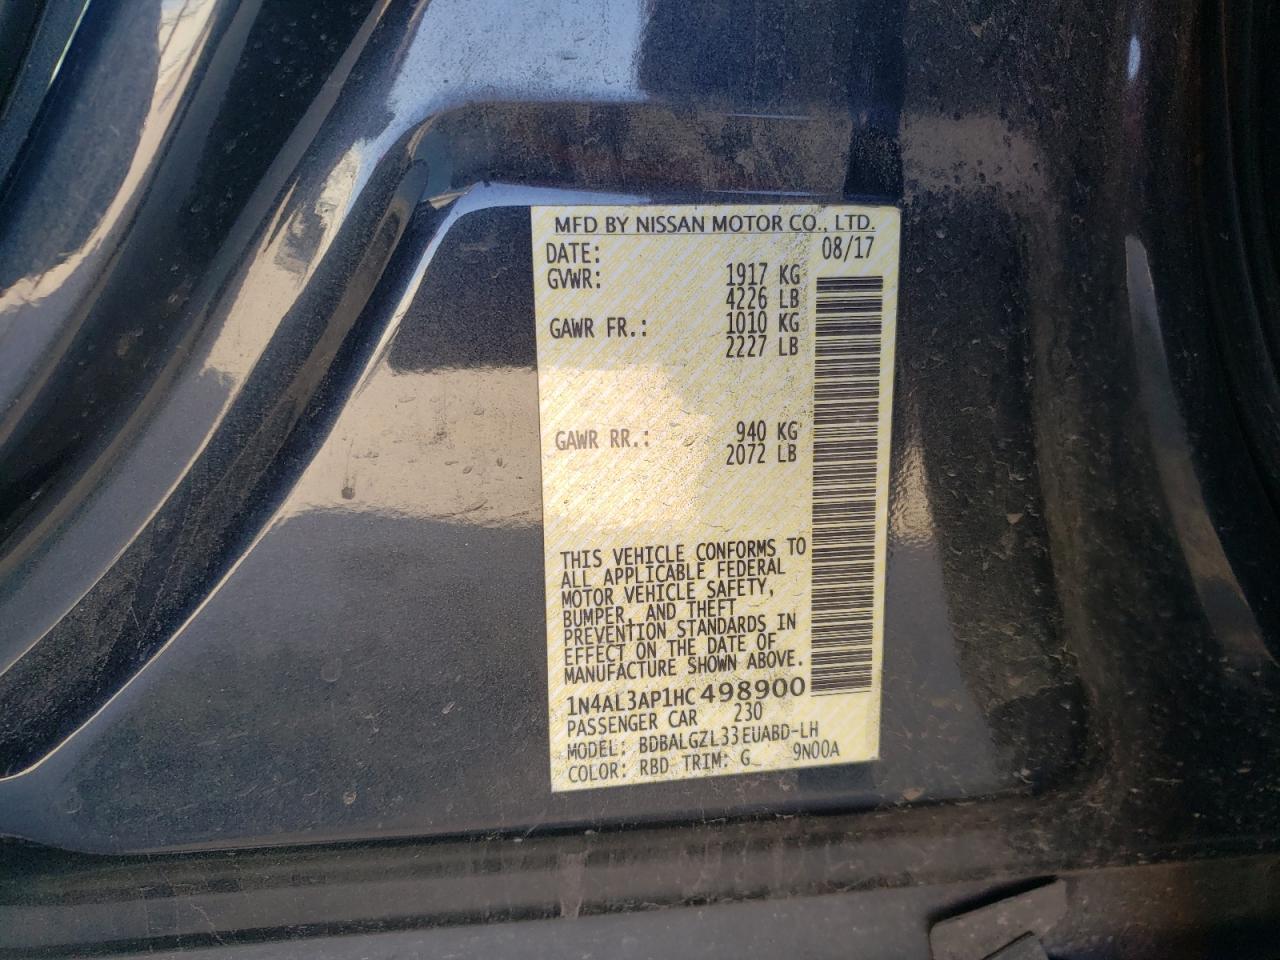 MFD BY NISSAN MOTOR CO., LTD.
DATE: 08/17
GVWR: 1917 KG
4226 LB
GAWR FR.: 1010 KG
2227 LB
GAWR RR.: 940 KG
2072 LB
THIS VEHICLE CONFORMS TO
ALL APPLICABLE FEDERAL
MOTOR VEHICLE SAFETY,
BUMPER, AND THEFT
PREVENTION STANDARDS IN
EFFECT ON THE DATE OF
MANUFACTURE SHOWN ABOVE.
1N4AL3AP1HC498900
PASSENGER CAR 230
MODEL: BDBALGZL33EUABD-LH
COLOR: RBD TRIM: G_ 9N00A